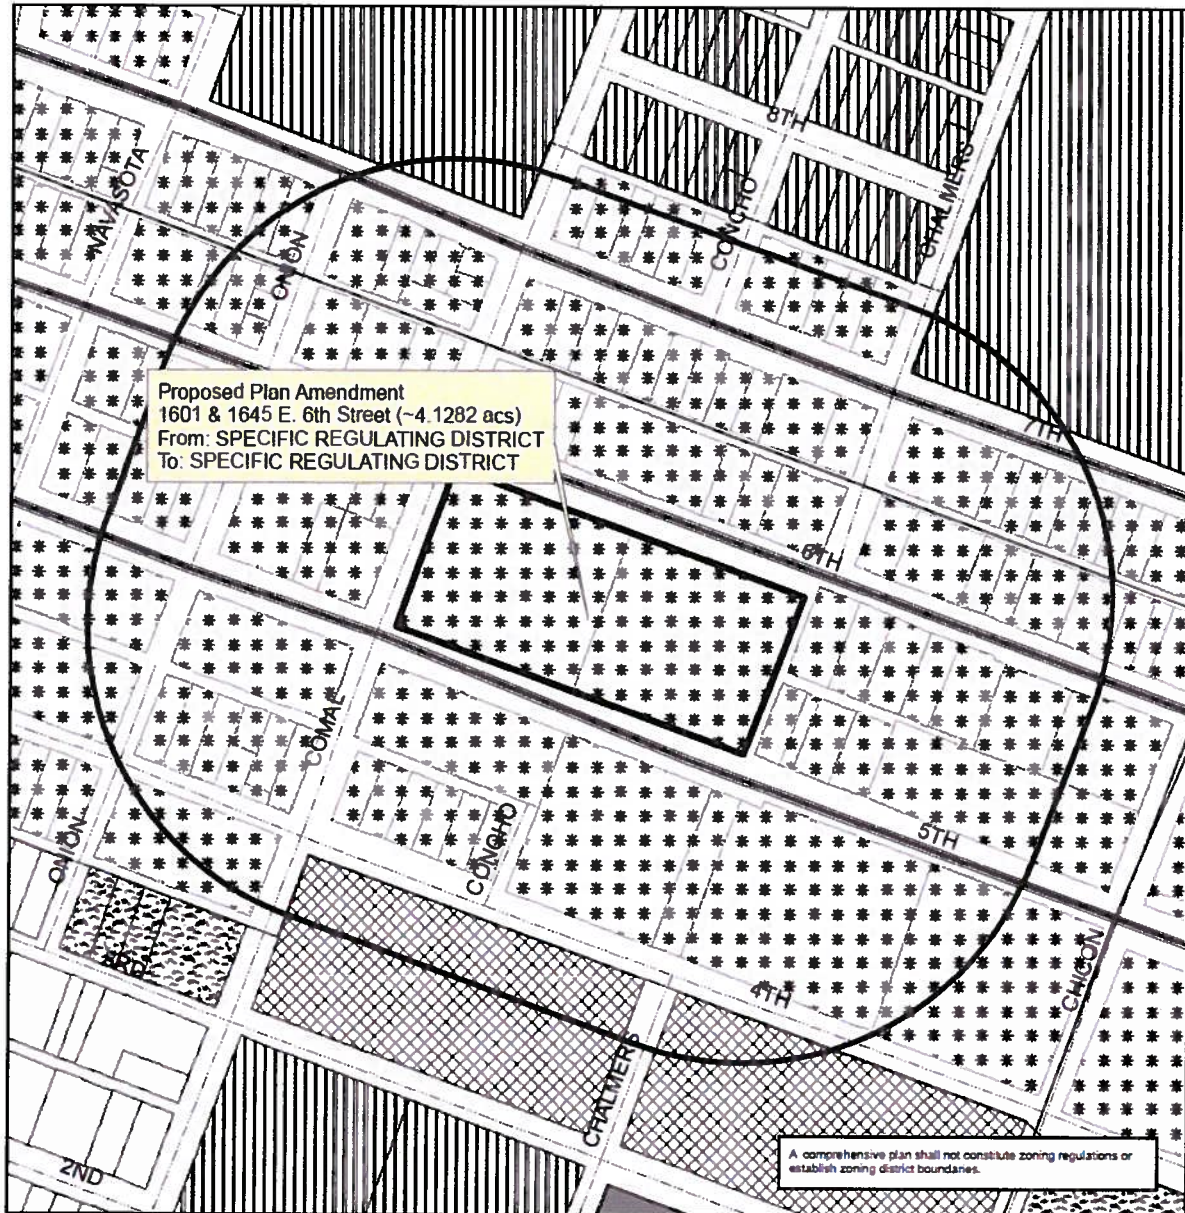 8TH
NAVASOTA
ONION
CONCHO
CHALMERS
7TH
Proposed Plan Amendment
1601 & 1645 E. 6th Street (~4.1282 acs)
From: SPECIFIC REGULATING DISTRICT
To: SPECIFIC REGULATING DISTRICT
6TH
COMAL
ONION
CONCHO
5TH
CHICON
4TH
CHALMERS
2ND
A comprehensive plan shall not constitute zoning regulations or
establish zoning district boundaries.